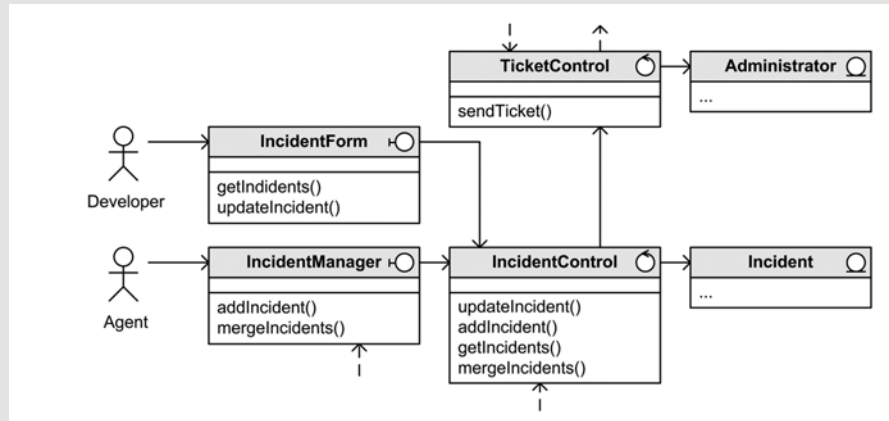 TicketControl
sendTicket()
Administrator
...
Developer
IncidentForm
getIndidents()
updateIncident()
Agent
IncidentManager
addIncident()
mergeIncidents()
IncidentControl
updateIncident()
addIncident()
getIncidents()
mergeIncidents()
Incident
...